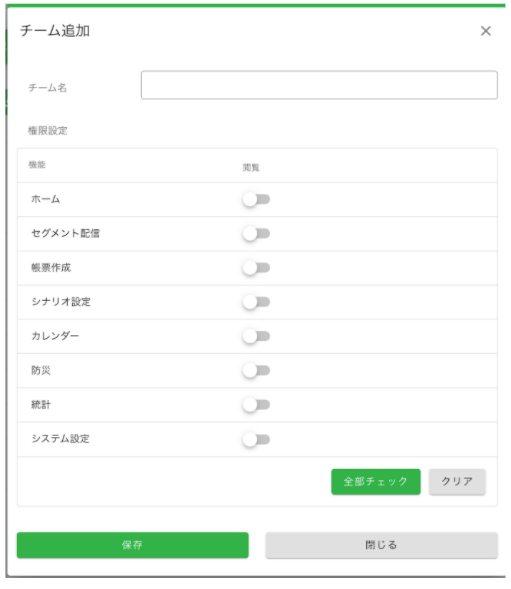 チーム追加
チーム名
権限設定
機能 閲覧
ホーム
セグメント配信
帳票作成
シナリオ設定
カレンダー
防災
統計
システム設定
全部チェック クリア
保存 閉じる